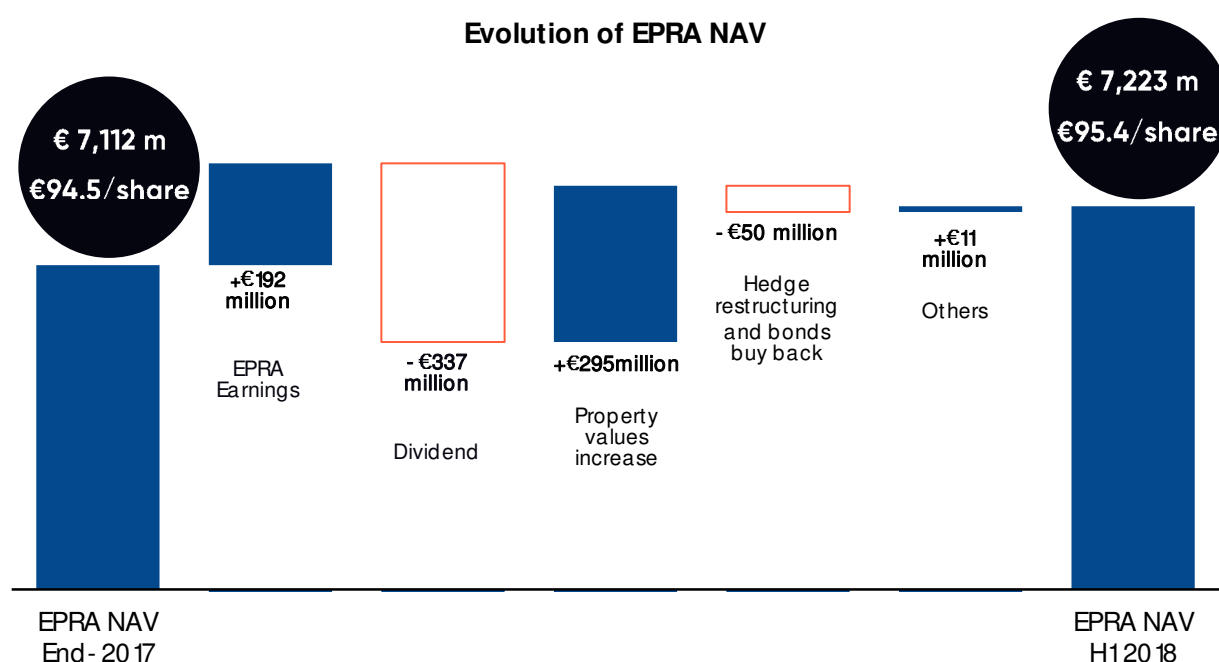 Evolution of EPRA NAV
€ 7,112 m
€94.5/share
€ 7,223 m
€95.4/share
+€192
million
EPRA
Earnings
- €337
million
Dividend
+€295million
Property
values
increase
- €50 million
Hedge
restructuring
and bonds
buy back
+€11
million
Others
EPRA NAV
End- 2017
EPRA NAV
H1 2018